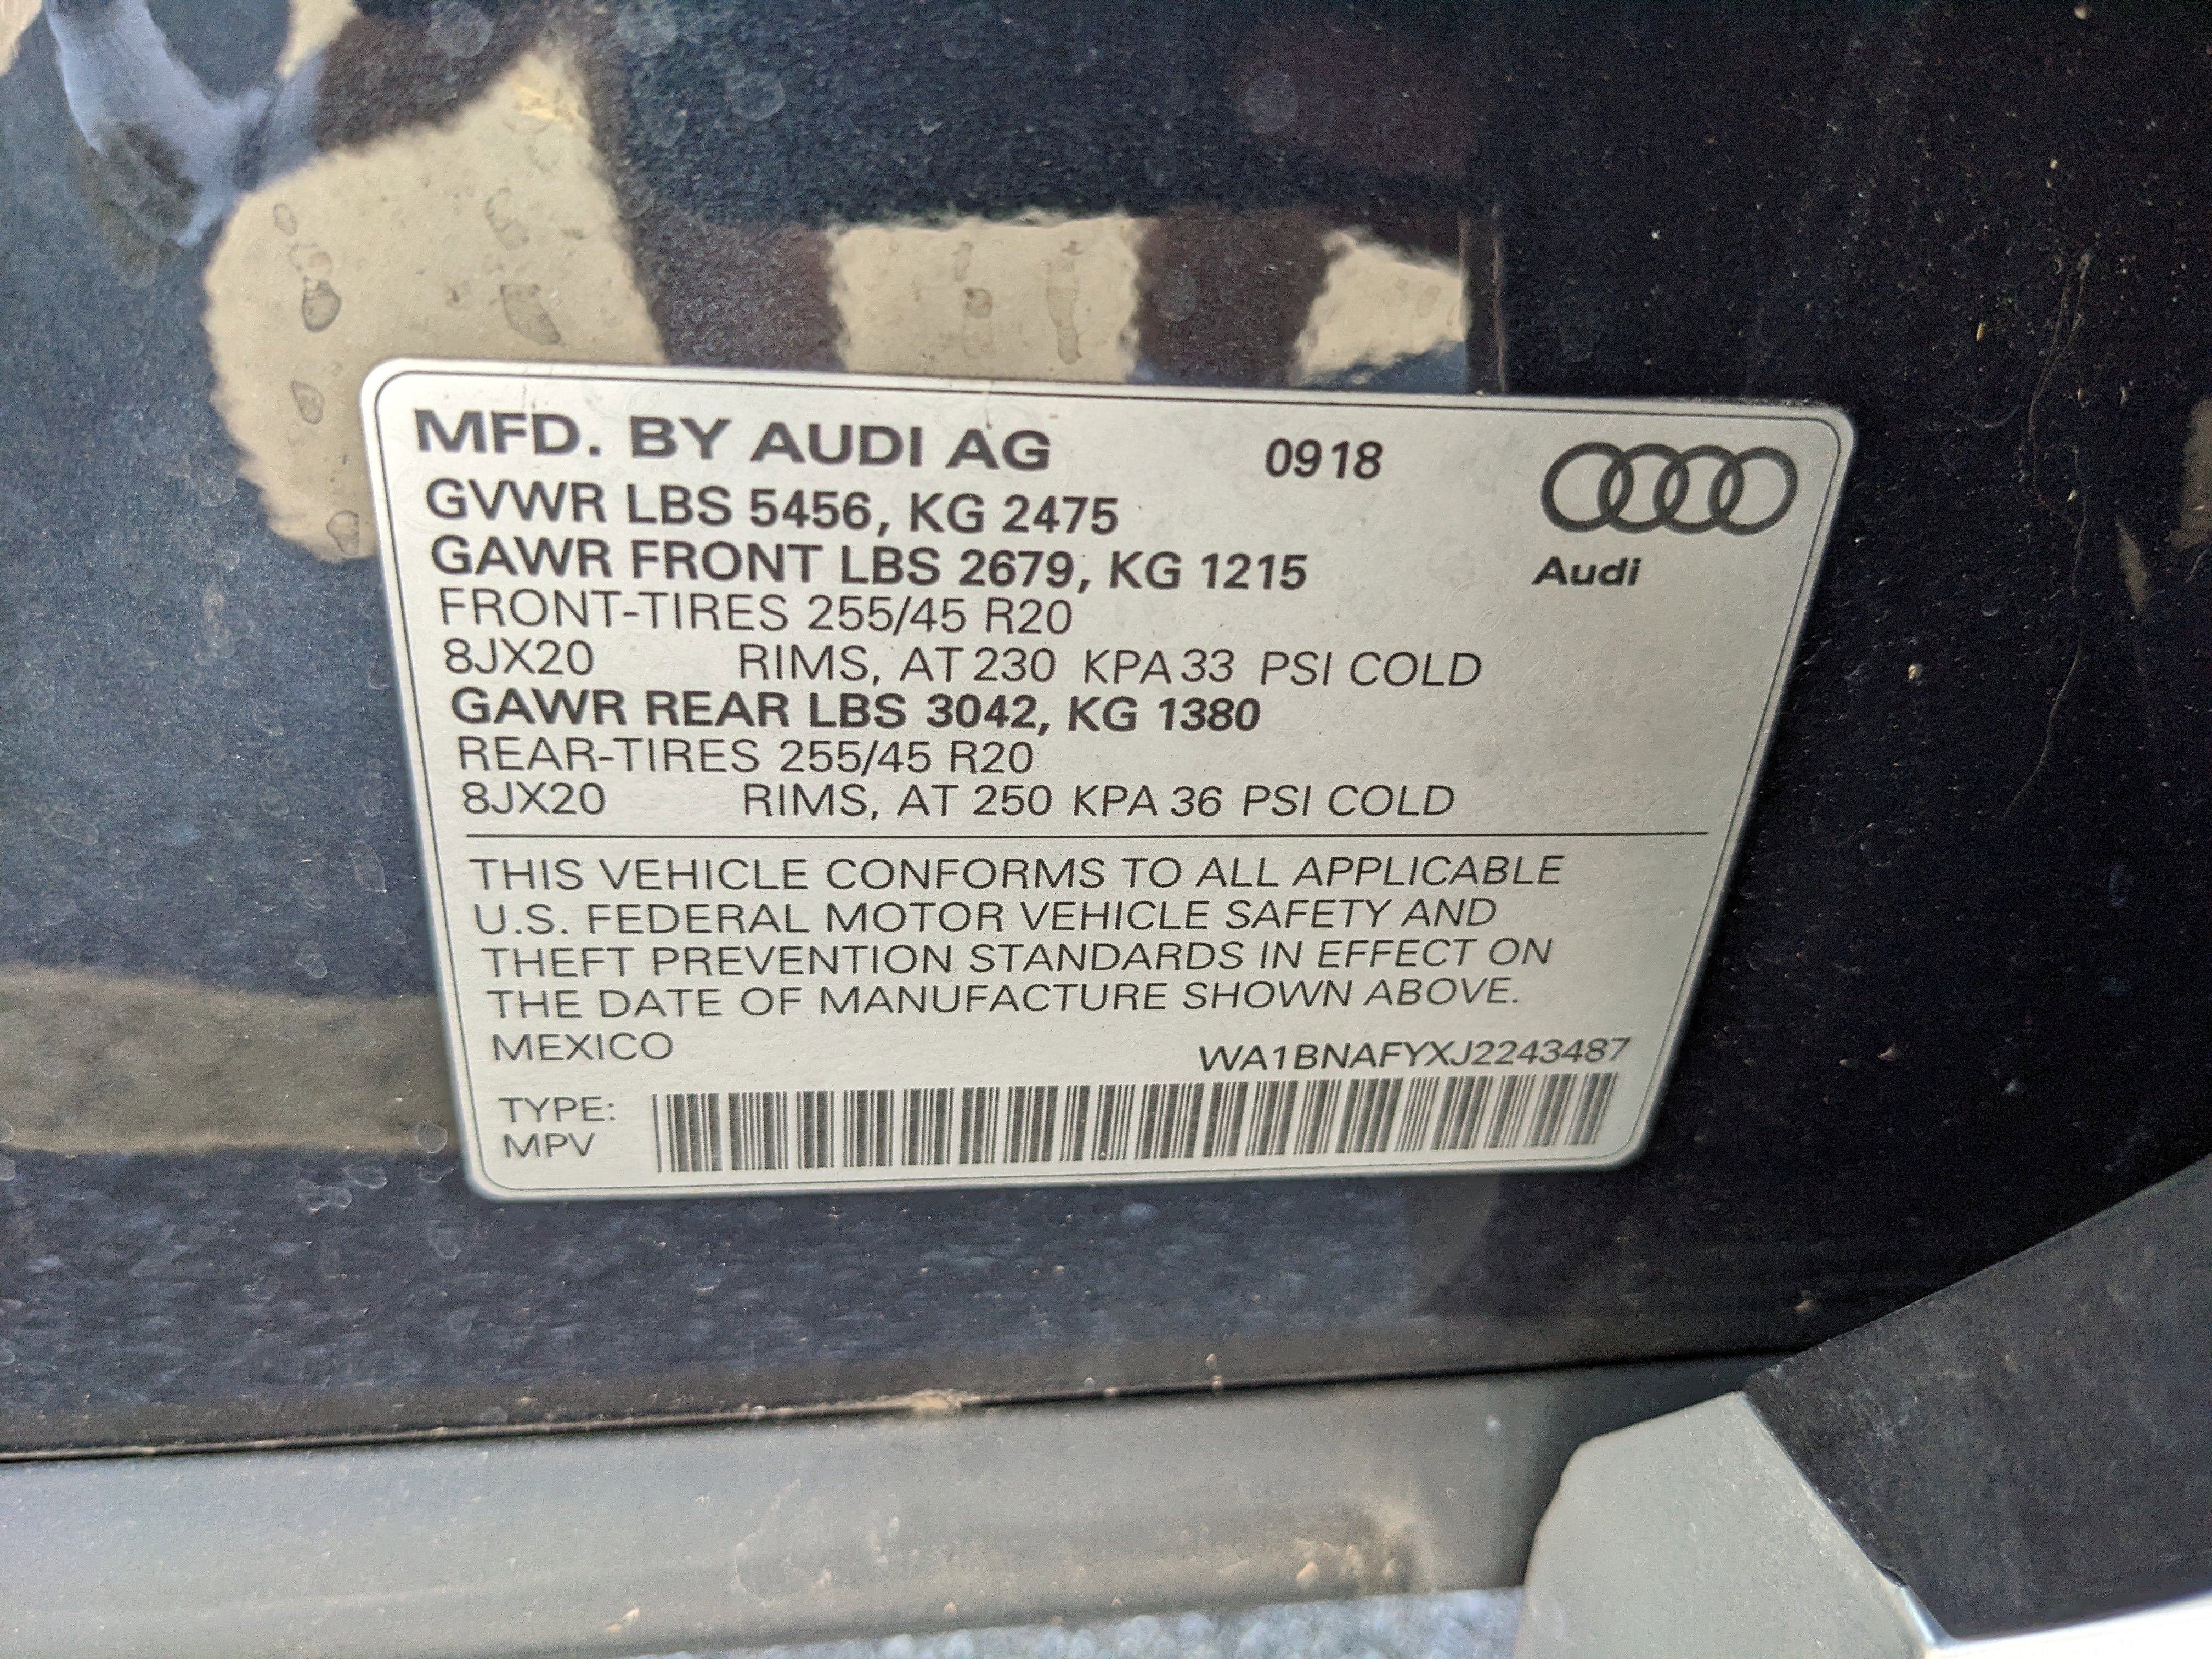 MFD. BY AUDI AG 0918
GVWR LBS 5456, KG 2475
GAWR FRONT LBS 2679, KG 1215
Audi
FRONT-TIRES 255/45 R20
8JX20 RIMS, AT 230 KPA 33 PSI COLD
GAWR REAR LBS 3042, KG 1380
REAR-TIRES 255/45 R20
8JX20 RIMS, AT 250 KPA 36 PSI COLD
THIS VEHICLE CONFORMS TO ALL APPLICABLE
U.S. FEDERAL MOTOR VEHICLE SAFETY AND
THEFT PREVENTION STANDARDS IN EFFECT ON
THE DATE OF MANUFACTURE SHOWN ABOVE.
MEXICO WA1BNAFYXJ2243487
TYPE:
MPV